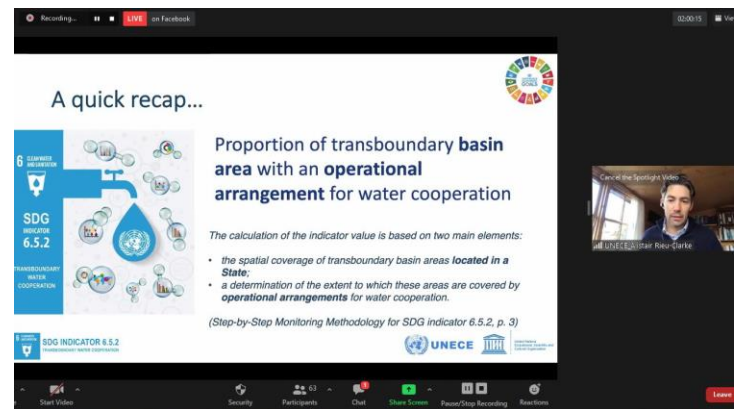 Recording...
LIVE on Facebook
02:00:15
View
A quick recap...
6 CLEAN WATER
AND SANITATION
SDG
INDICATOR
6.5.2
TRANSBOUNDARY
WATER
COOPERATION
Proportion of transboundary basin
area with an operational
arrangement for water cooperation
The calculation of the indicator value is based on two main elements:
• the spatial coverage of transboundary basin areas located in a
State;
• a determination of the extent to which these areas are covered by
operational arrangements for water cooperation.
(Step-by-Step Monitoring Methodology for SDG indicator 6.5.2, p. 3)
SDG INDICATOR 6.5.2
TRANSBOUNDARY WATER COOPERATION
UNECE
Cancel the Spotlight Video
UNECE_Alistair Rieu-Clarke
Start Video
Security
Participants
63
Chat
Share Screen
Pause/Stop Recording
Reactions
Leave